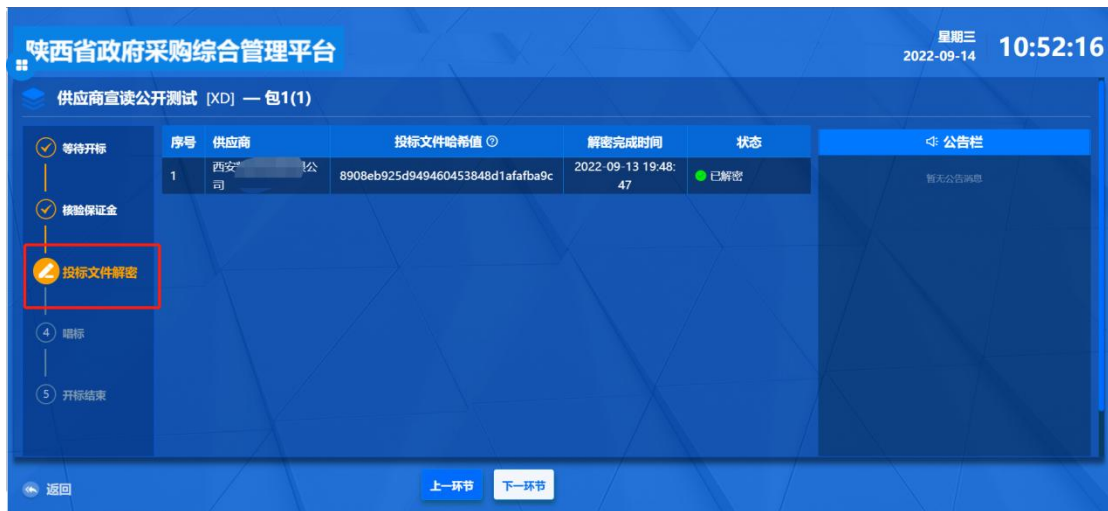 陕西省政府采购综合管理平台
星期三
2022-09-14
10:52:16
供应商宣读公开测试 [XD] — 包1(1)
等待开标
核验保证金
投标文件解密
4 唱标
5 开标结束
序号 供应商 投标文件哈希值 解密完成时间 状态
1 西安 公司 8908eb925d949460453848d1afafba9c 2022-09-13 19:48:47 已解密
公告栏
暂无公告消息
返回
上一环节 下一环节